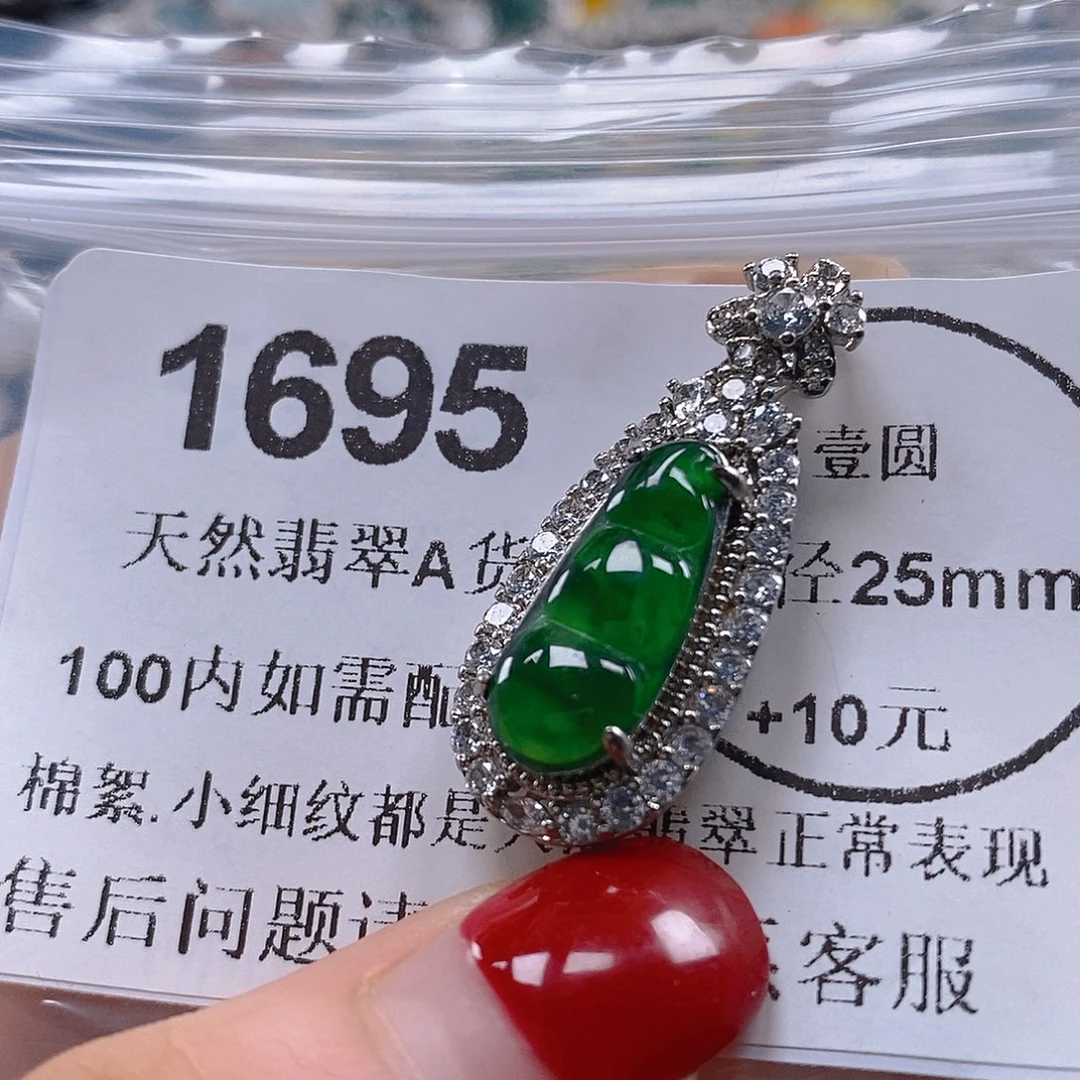 1695
壹圆
天然翡翠A货 径25mm
100内如需配 +10元
棉絮.小细纹都是 翡翠正常表现
售后问题请 客服